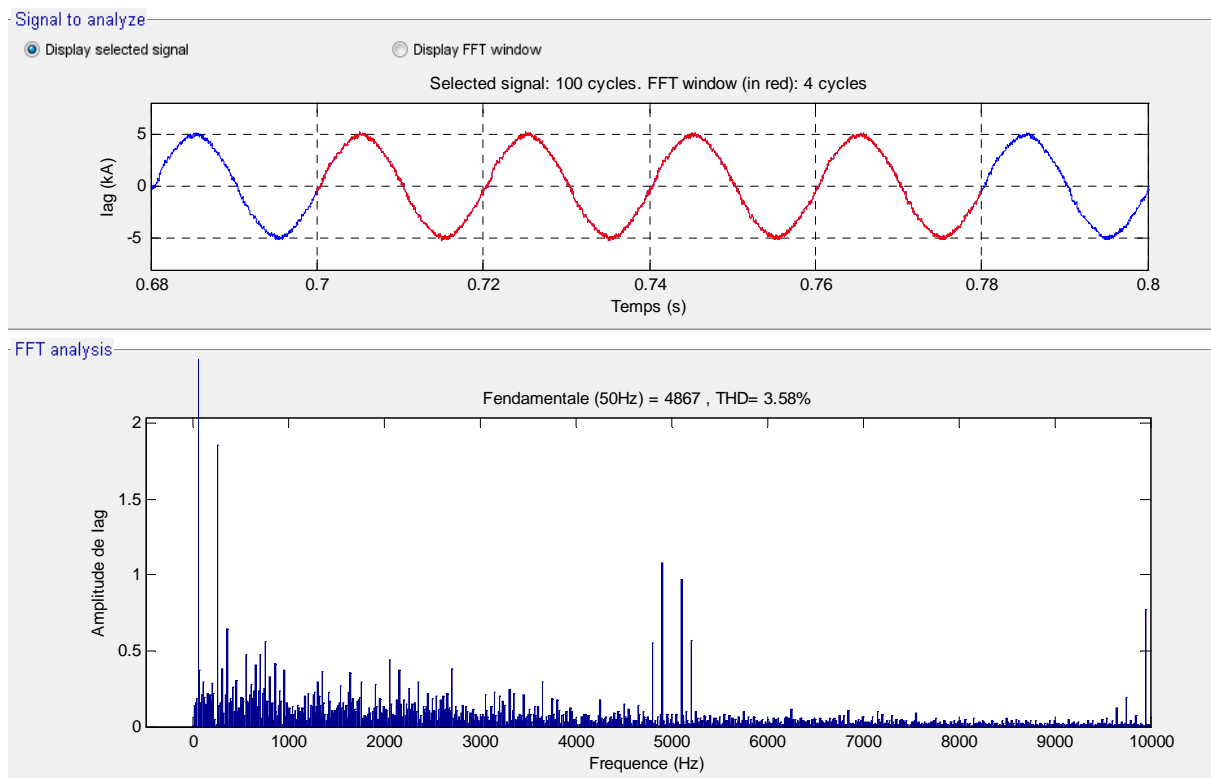 Signal to analyze
Display selected signal Display FFT window
Selected signal: 100 cycles. FFT window (in red): 4 cycles
5
0
-5
Iag (kA)
0.68 0.7 0.72 0.74 0.76 0.78 0.8
Temps (s)
FFT analysis
Fendamentale (50Hz) = 4867 , THD= 3.58%
2
1.5
1
0.5
0
Amplitude de Iag
0 1000 2000 3000 4000 5000 6000 7000 8000 9000 10000
Frequence (Hz)